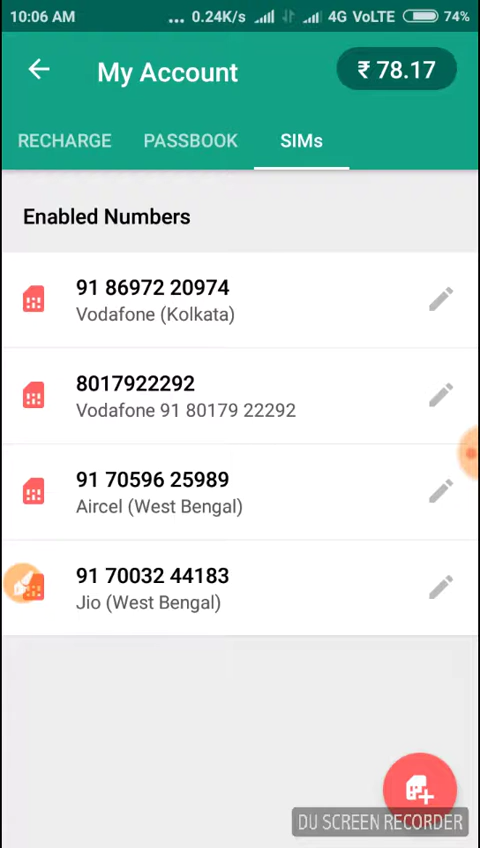 10:06 AM ... 0.24K/s 4G VoLTE 74%
My Account ₹ 78.17
RECHARGE PASSBOOK SIMs
Enabled Numbers
91 86972 20974
Vodafone (Kolkata)
8017922292
Vodafone 91 80179 22292
91 70596 25989
Aircel (West Bengal)
91 70032 44183
Jio (West Bengal)
DU SCREEN RECORDER